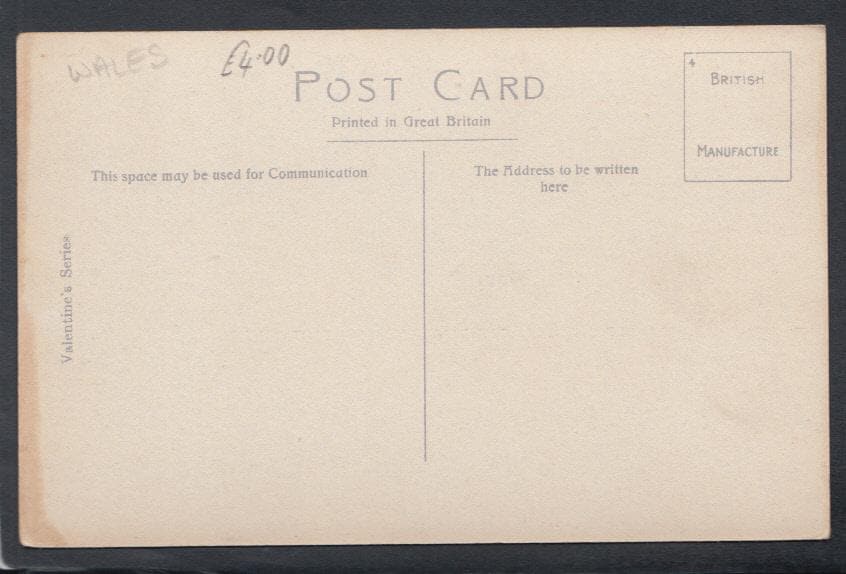 WALES
£4.00
POST CARD
Printed in Great Britain
4
BRITISH
MANUFACTURE
This space may be used for Communication
The Address to be written
here
Valentine's Series